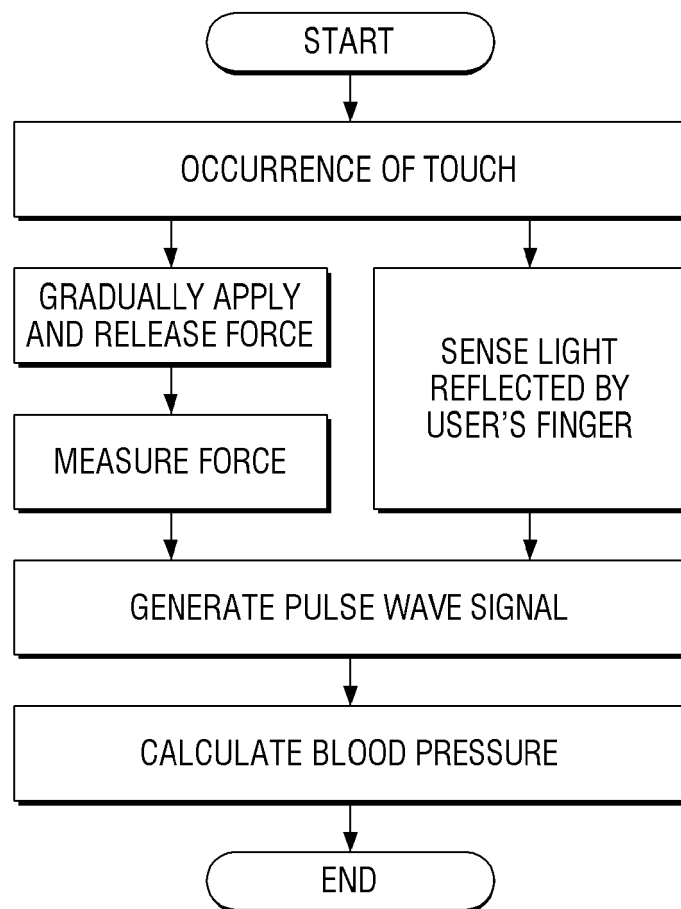 START
OCCURRENCE OF TOUCH
GRADUALLY APPLY
AND RELEASE FORCE
MEASURE FORCE
SENSE LIGHT
REFLECTED BY
USER'S FINGER
GENERATE PULSE WAVE SIGNAL
CALCULATE BLOOD PRESSURE
END